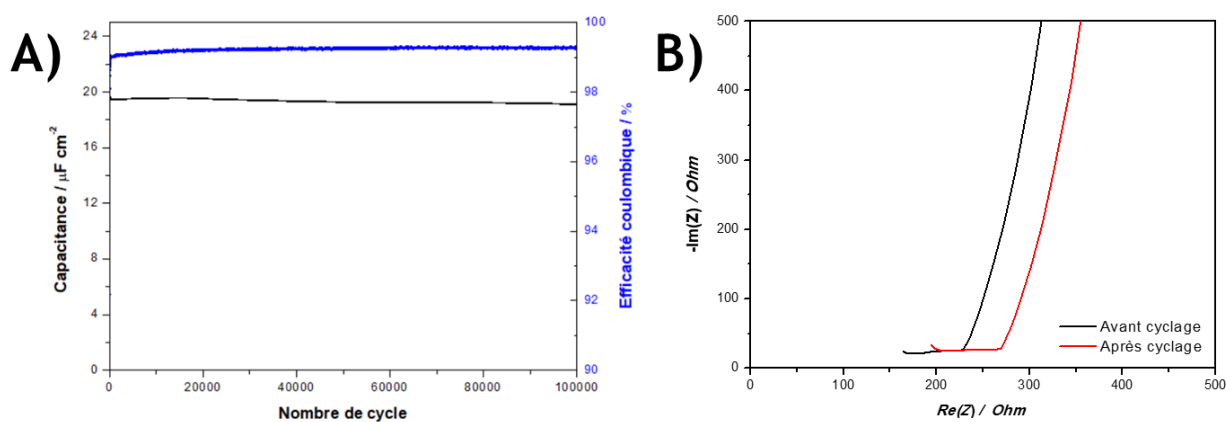 A)
Capacitance / µF cm⁻²
24
20
16
12
8
4
0
0 20000 40000 60000 80000 100000
Nombre de cycle
100
98
96
94
92
90
Efficacité coulombique / %
B)
-Im(Z) / Ohm
500
400
300
200
100
0
0 100 200 300 400 500
Re(Z) / Ohm
Avant cyclage
Après cyclage